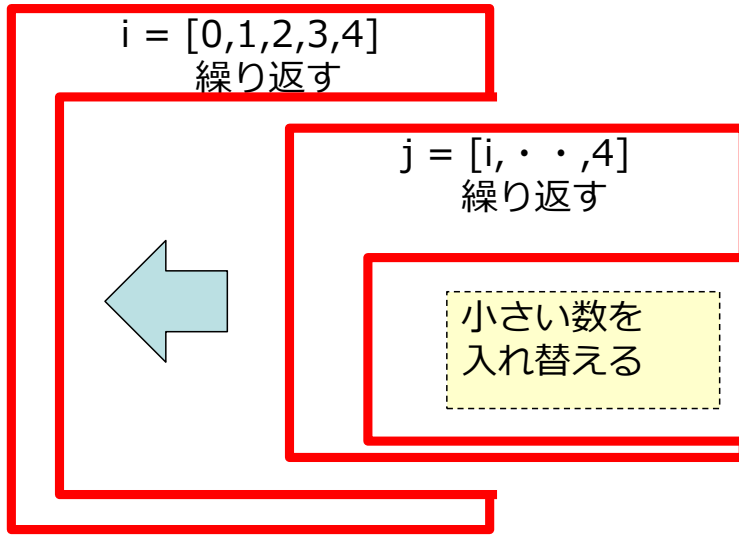 i = [0,1,2,3,4]
繰り返す
j = [i,・・,4]
繰り返す
小さい数を
入れ替える